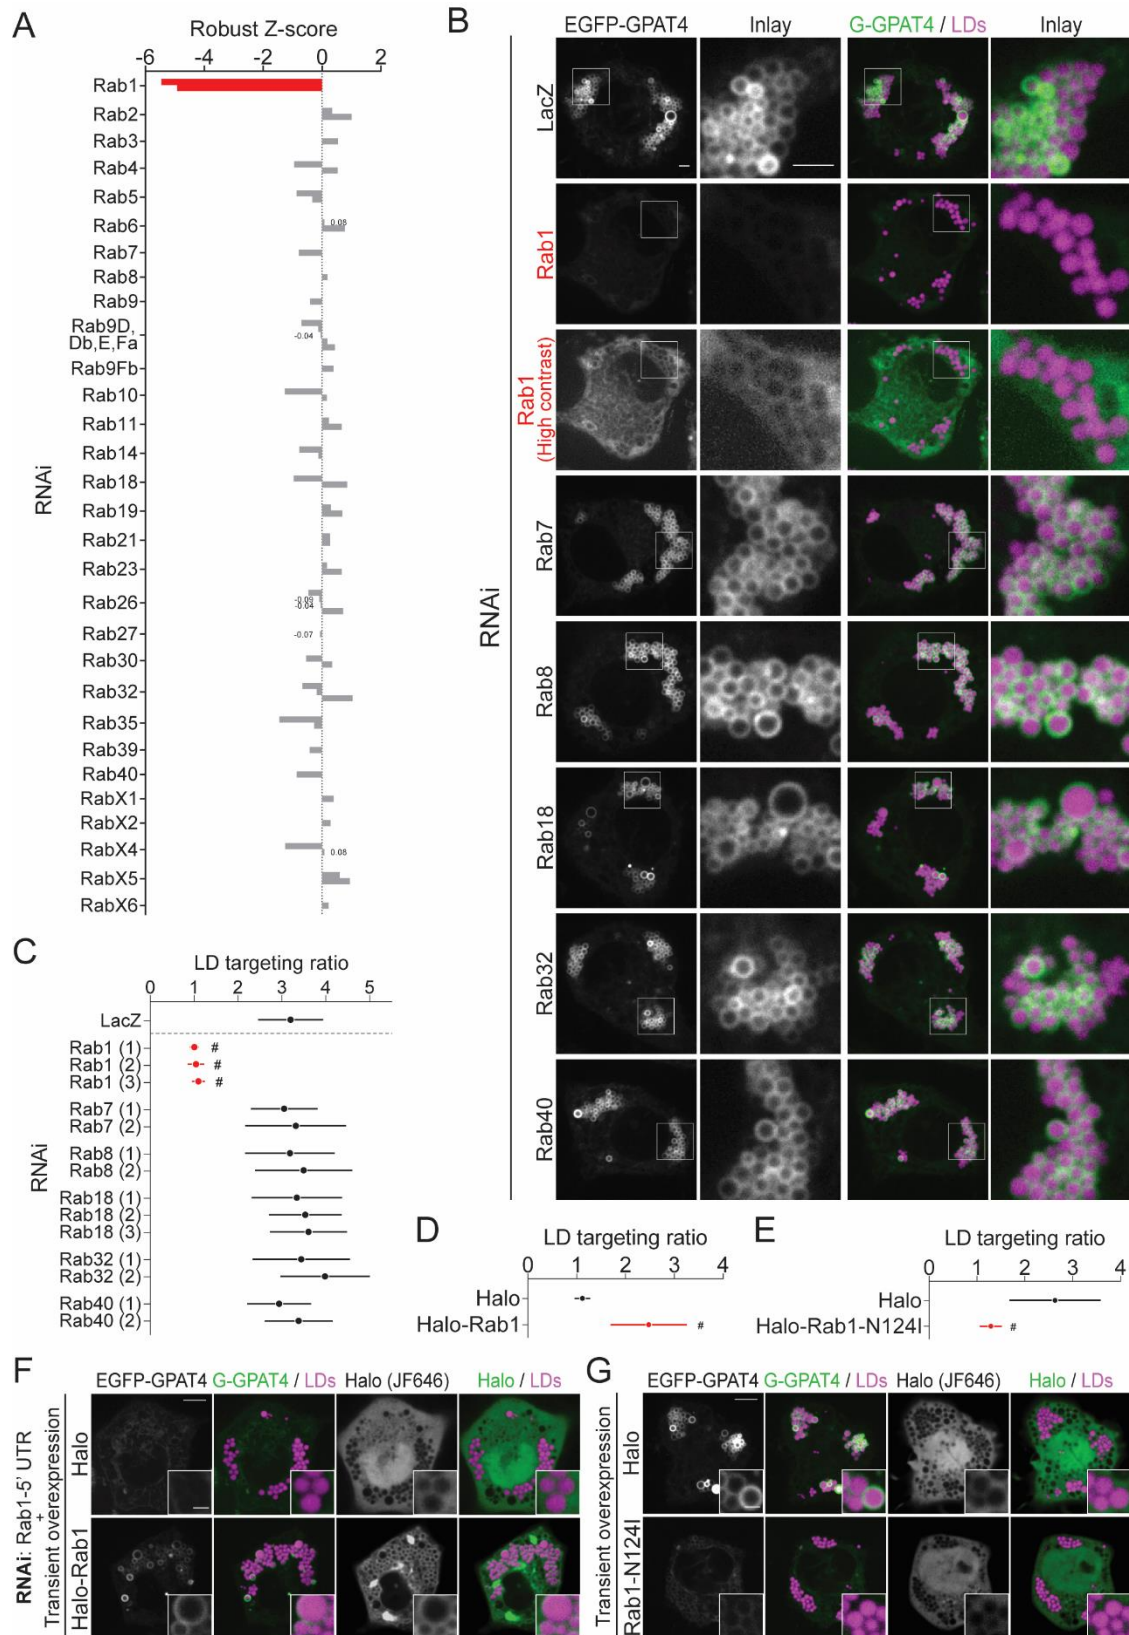 A
Robust Z-score
-6 -4 -2 0 2
RNAi
Rab1
Rab2
Rab3
Rab4
Rab5
Rab6
0.08
Rab7
Rab8
Rab9
Rab9D,
Db,E,Fa
-0.04
Rab9Fb
Rab10
Rab11
Rab14
Rab18
Rab19
Rab21
Rab23
Rab26
-0.09
-0.04
Rab27
-0.07
Rab30
Rab32
Rab35
Rab39
Rab40
RabX1
RabX2
RabX4
0.08
RabX5
RabX6
B
EGFP-GPAT4 Inlay G-GPAT4 / LDs Inlay
RNAi
LacZ
Rab1
Rab1
(High contrast)
Rab7
Rab8
Rab18
Rab32
Rab40
C
LD targeting ratio
0 1 2 3 4 5
RNAi
LacZ
Rab1 (1) #
Rab1 (2) #
Rab1 (3) #
Rab7 (1)
Rab7 (2)
Rab8 (1)
Rab8 (2)
Rab18 (1)
Rab18 (2)
Rab18 (3)
Rab32 (1)
Rab32 (2)
Rab40 (1)
Rab40 (2)
D
LD targeting ratio
0 1 2 3 4
Halo
Halo-Rab1 #
E
LD targeting ratio
0 1 2 3 4
Halo
Halo-Rab1-N124I #
F
EGFP-GPAT4 G-GPAT4 / LDs Halo (JF646) Halo / LDs
RNAi: Rab1-5' UTR
+
Transient overexpression
Halo
Halo-Rab1
G
EGFP-GPAT4 G-GPAT4 / LDs Halo (JF646) Halo / LDs
Transient overexpression
Halo
Rab1-N124I